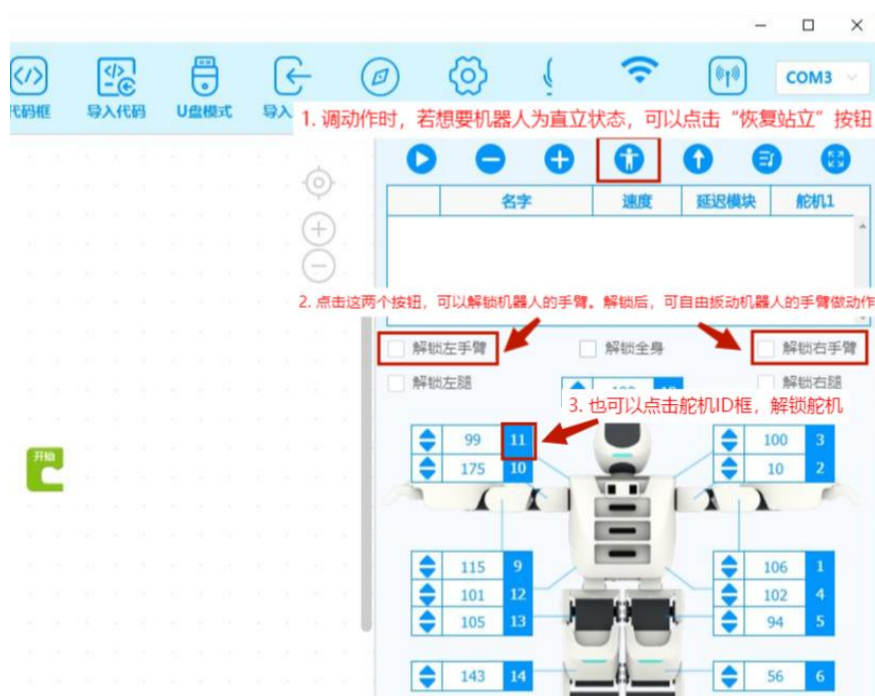 代码框 导入代码 U盘模式 导入 COM3
1. 调动作时，若想要机器人为直立状态，可以点击“恢复站立”按钮
名字 速度 延迟模块 舵机1
2. 点击这两个按钮，可以解锁机器人的手臂。解锁后，可自由扳动机器人的手臂做动作
解锁左手臂 解锁全身 解锁右手臂
解锁左腿 解锁右腿
3. 也可以点击舵机ID框，解锁舵机
99 11 100 3
开始
175 10 10 2
115 9 106 1
101 12 102 4
105 13 94 5
143 14 56 6